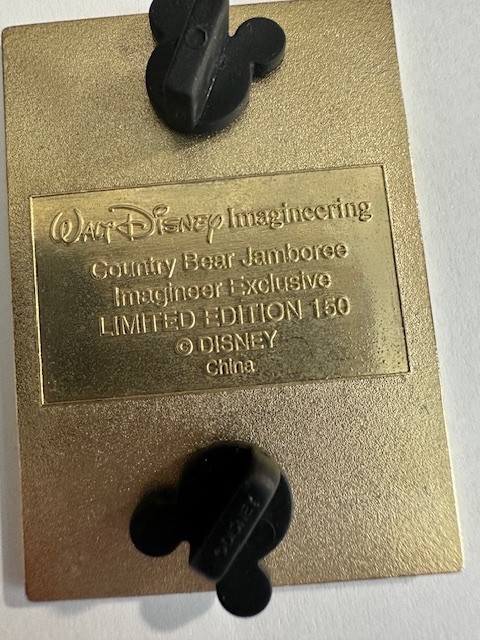 WALT DISNEY Imagineering
Country Bear Jamboree
Imagineer Exclusive
LIMITED EDITION 150
© DISNEY
China